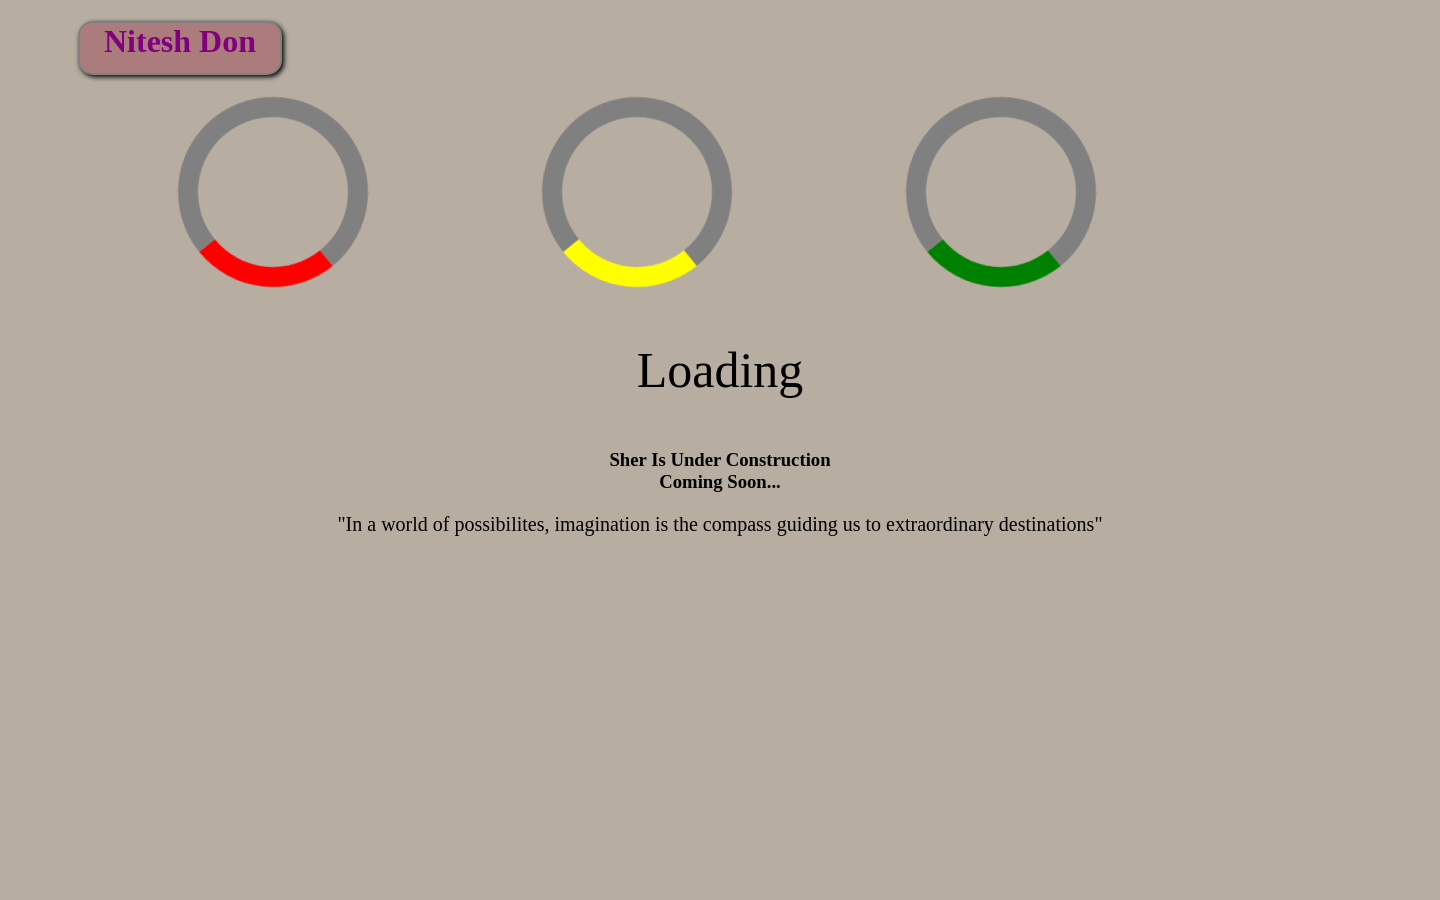 Nitesh Don
Loading
Sher Is Under Construction
Coming Soon...
"In a world of possibilites, imagination is the compass guiding us to extraordinary destinations"